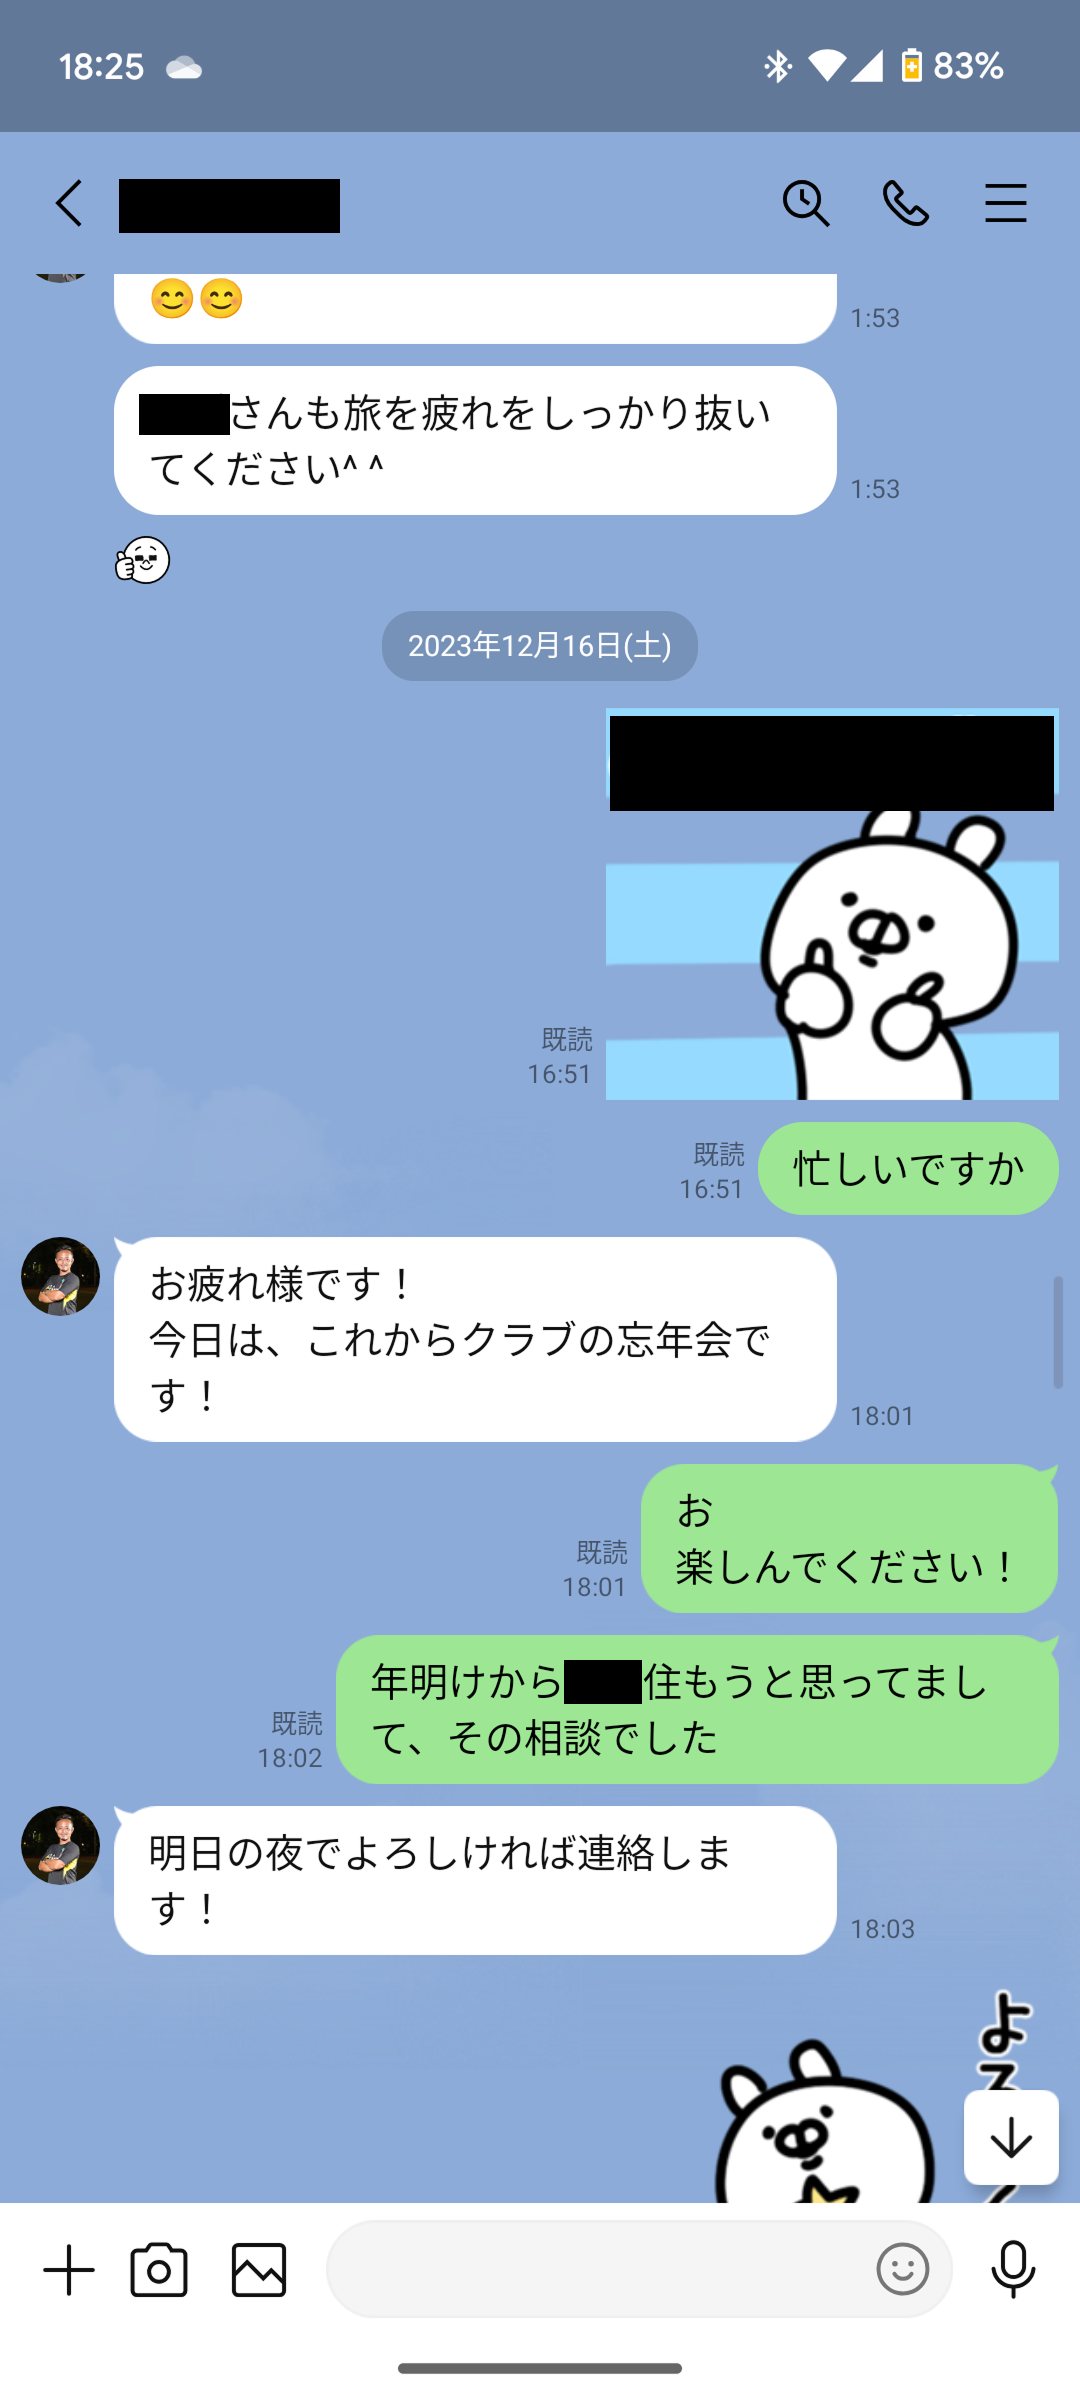 18:25
83%
😊😊
1:53
さんも旅を疲れをしっかり抜い
てください^ ^
1:53
2023年12月16日(土)
既読
16:51
忙しいですか
既読
16:51
お疲れ様です！
今日は、これからクラブの忘年会で
す！
18:01
お
楽しんでください！
既読
18:01
年明けから 住もうと思ってまし
て、その相談でした
既読
18:02
明日の夜でよろしければ連絡しま
す！
18:03
よ